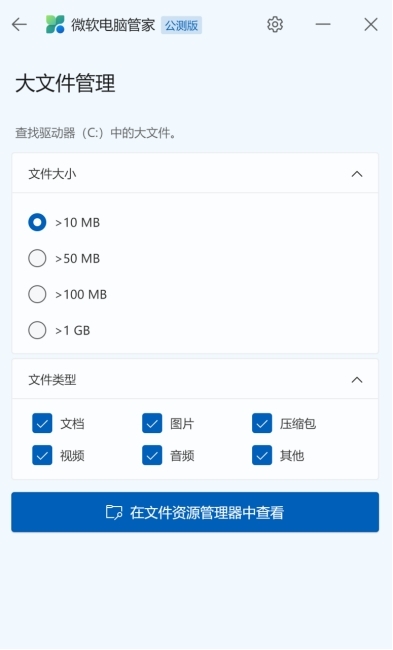 微软电脑管家 公测版
大文件管理
查找驱动器（C:）中的大文件。
文件大小
>10 MB
>50 MB
>100 MB
>1 GB
文件类型
文档 图片 压缩包
视频 音频 其他
在文件资源管理器中查看